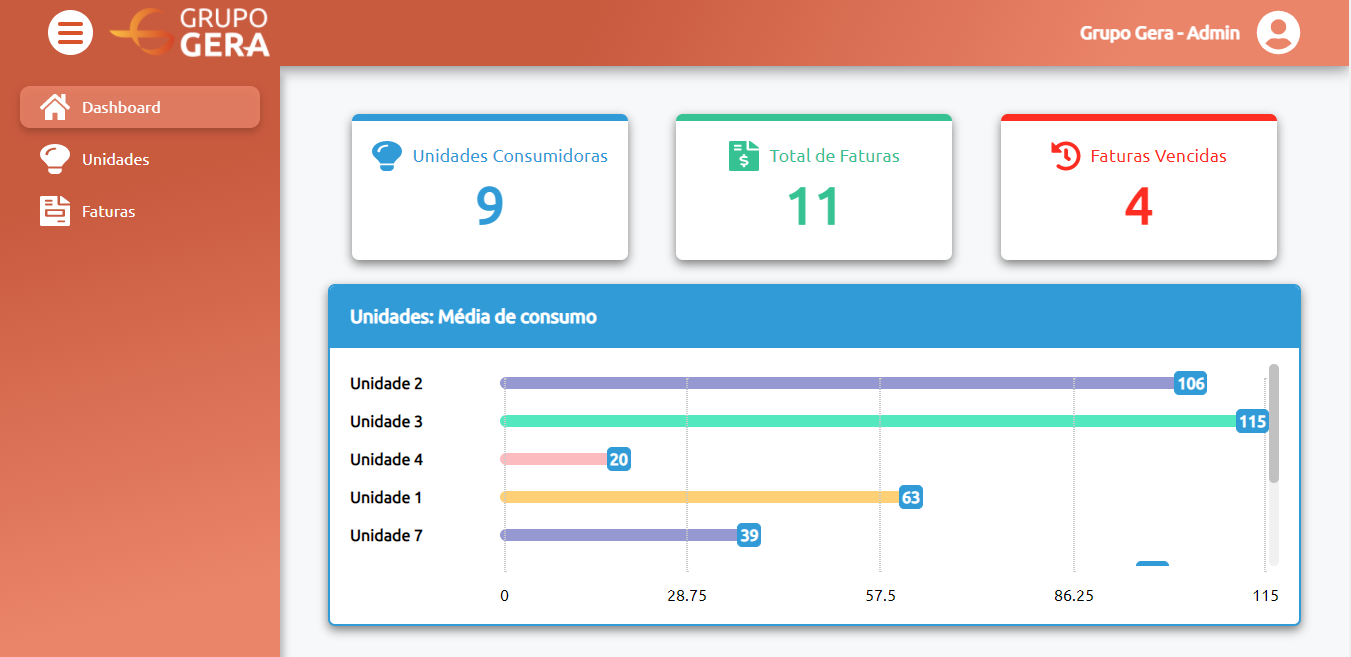 GRUPO
GERA
Grupo Gera - Admin
Dashboard
Unidades
Faturas
Unidades Consumidoras
9
Total de Faturas
11
Faturas Vencidas
4
Unidades: Média de consumo
Unidade 2 106
Unidade 3 115
Unidade 4 20
Unidade 1 63
Unidade 7 39
0 28.75 57.5 86.25 115